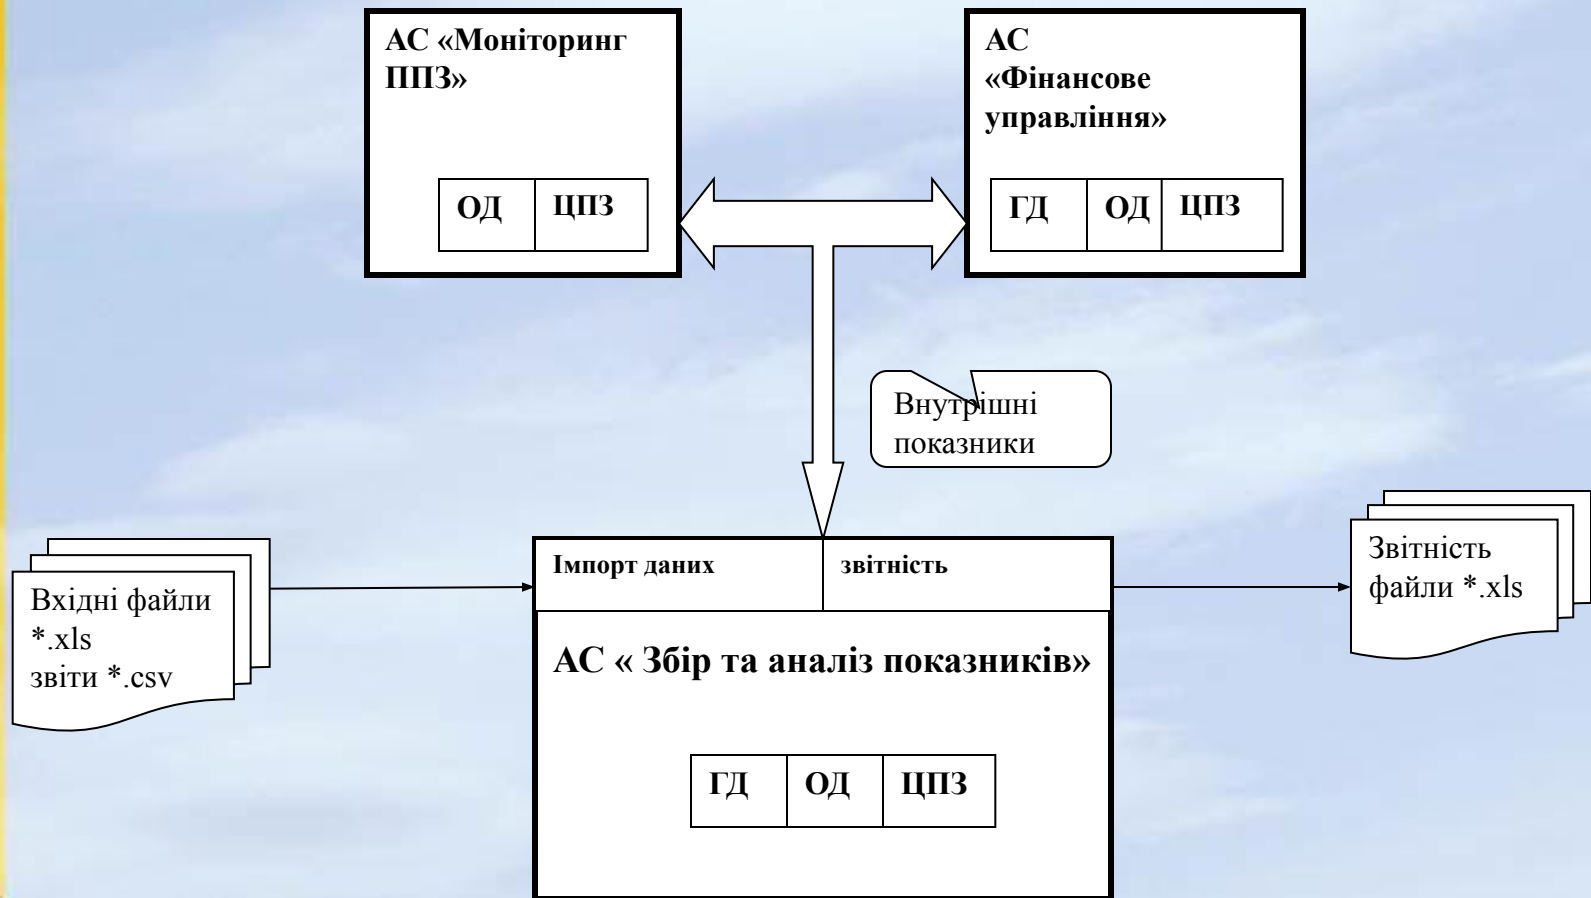 АС «Моніторинг
ППЗ»
ОД ЦПЗ
АС
«Фінансове
управління»
ГД ОД ЦПЗ
Внутрішні
показники
Вхідні файли
*.xls
звіти *.csv
Імпорт даних
звітність
АС « Збір та аналіз показників»
ГД ОД ЦПЗ
Звітність
файли *.xls